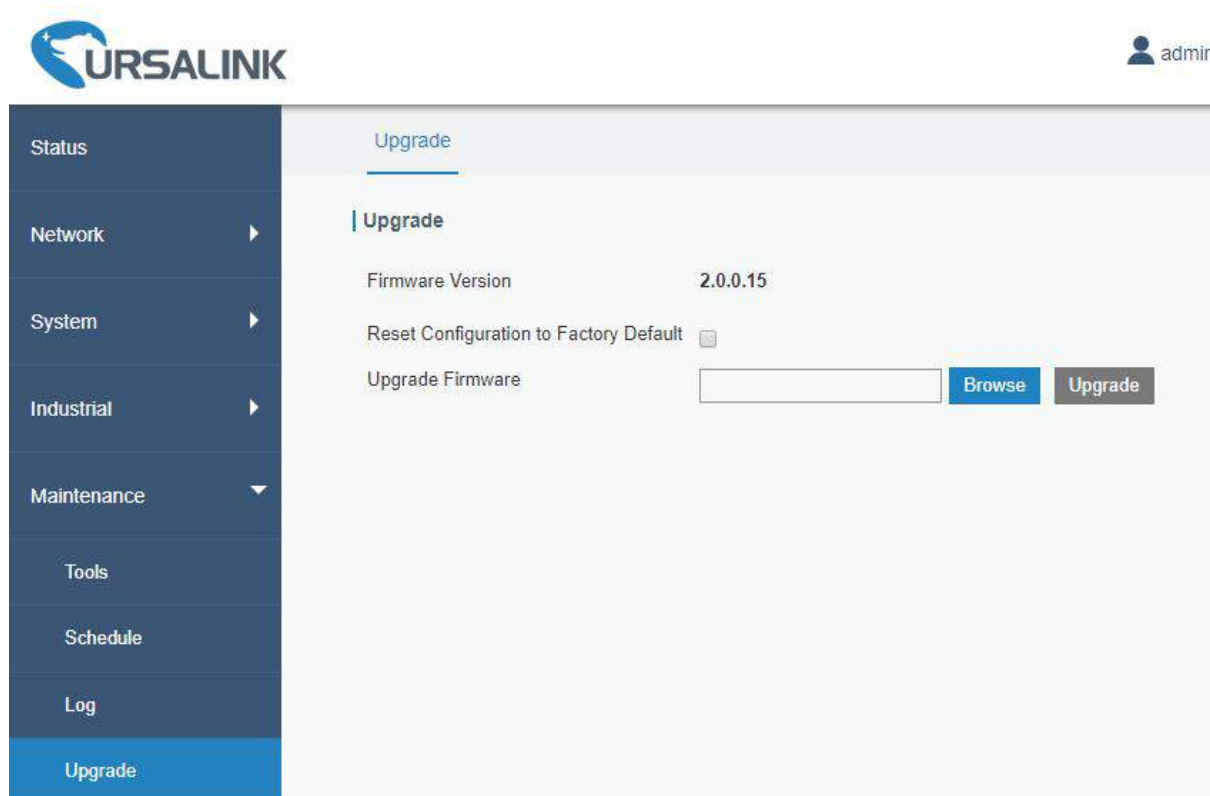 URSALINK
admin
Status
Network
System
Industrial
Maintenance
Tools
Schedule
Log
Upgrade
Upgrade
Upgrade
Firmware Version 2.0.0.15
Reset Configuration to Factory Default
Upgrade Firmware Browse Upgrade